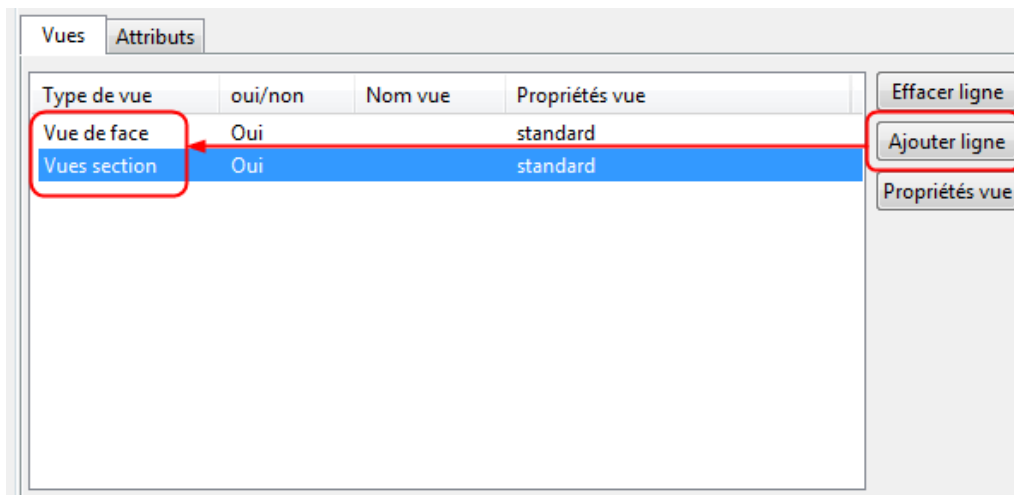 Vues Attributs
Type de vue oui/non Nom vue Propriétés vue Effacer ligne
Vue de face Oui standard Ajouter ligne
Vues section Oui standard
Propriétés vue